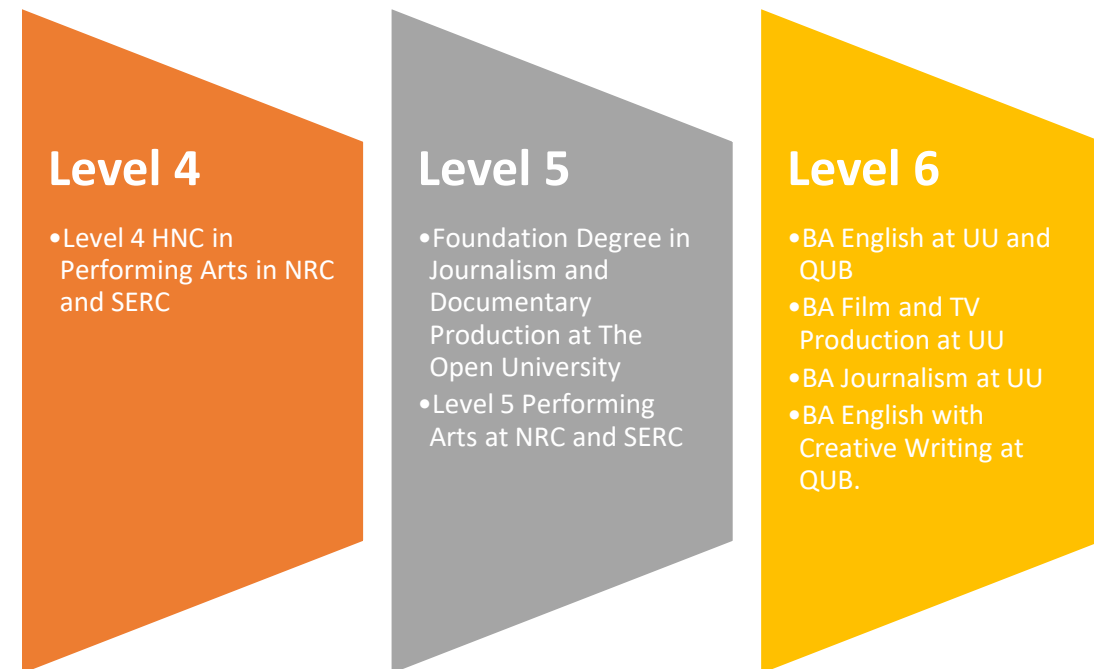 Level 4
•Level 4 HNC in
Performing Arts in NRC
and SERC
Level 5
•Foundation Degree in
Journalism and
Documentary
Production at The
Open University
•Level 5 Performing
Arts at NRC and SERC
Level 6
•BA English at UU and
QUB
•BA Film and TV
Production at UU
•BA Journalism at UU
•BA English with
Creative Writing at
QUB.